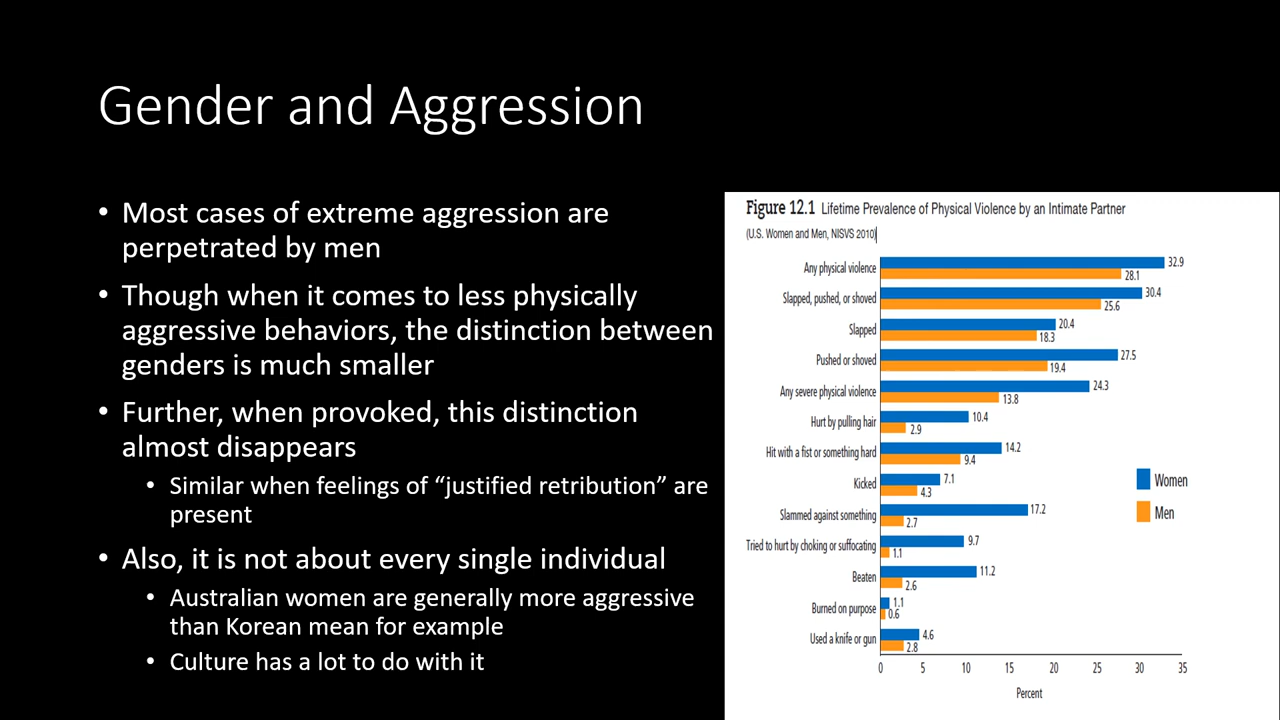 Gender and Aggression
• Most cases of extreme aggression are
perpetrated by men
• Though when it comes to less physically
aggressive behaviors, the distinction between
genders is much smaller
• Further, when provoked, this distinction
almost disappears
• Similar when feelings of “justified retribution” are
present
• Also, it is not about every single individual
• Australian women are generally more aggressive
than Korean mean for example
• Culture has a lot to do with it
Figure 12.1 Lifetime Prevalence of Physical Violence by an Intimate Partner
(U.S. Women and Men, NISVS 2010)
Any physical violence 32.9
28.1
Slapped, pushed, or shoved 30.4
25.6
Slapped 20.4
18.3
Pushed or shoved 27.5
19.4
Any severe physical violence 24.3
13.8
Hurt by pulling hair 10.4
2.9
Hit with a fist or something hard 14.2
9.4
Kicked 7.1
4.3
Slammed against something 17.2
2.7
Tried to hurt by choking or suffocating 9.7
1.1
Beaten 11.2
2.6
Burned on purpose 1.1
0.6
Used a knife or gun 4.6
2.8
Women
Men
0 5 10 15 20 25 30 35
Percent